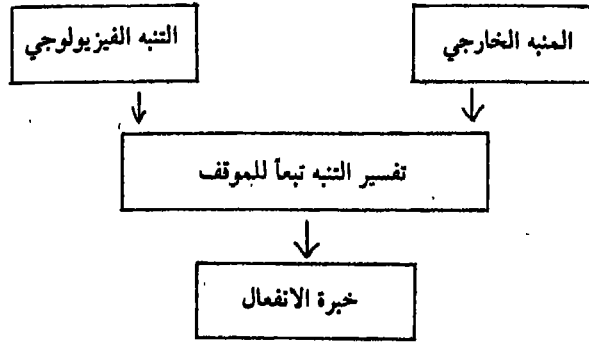 المنبه الخارجي
التنبه الفيزيولوجي
تفسير التنبه تبعاً للموقف
خبرة الانفعال